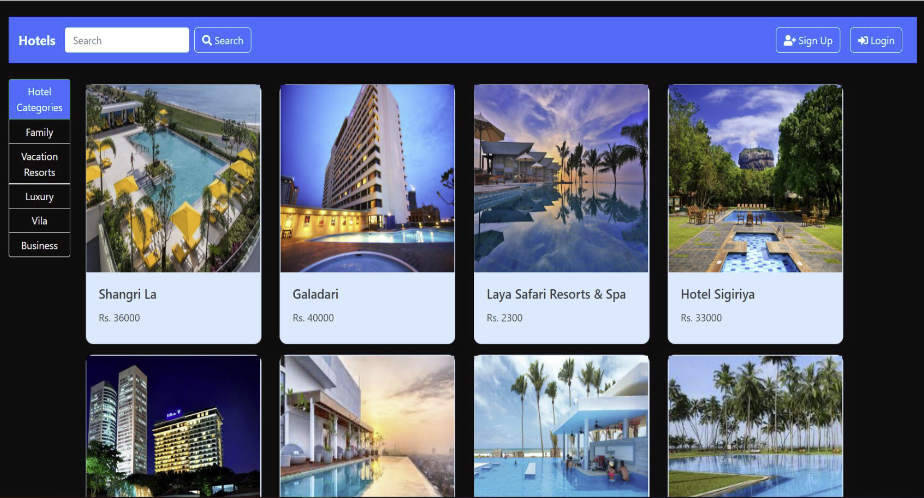 Hotels
Search
Search
Sign Up
Login
Hotel
Categories
Family
Vacation
Resorts
Luxury
Vila
Business
Shangri La
Rs. 36000
Galadari
Rs. 40000
Laya Safari Resorts & Spa
Rs. 2300
Hotel Sigiriya
Rs. 33000